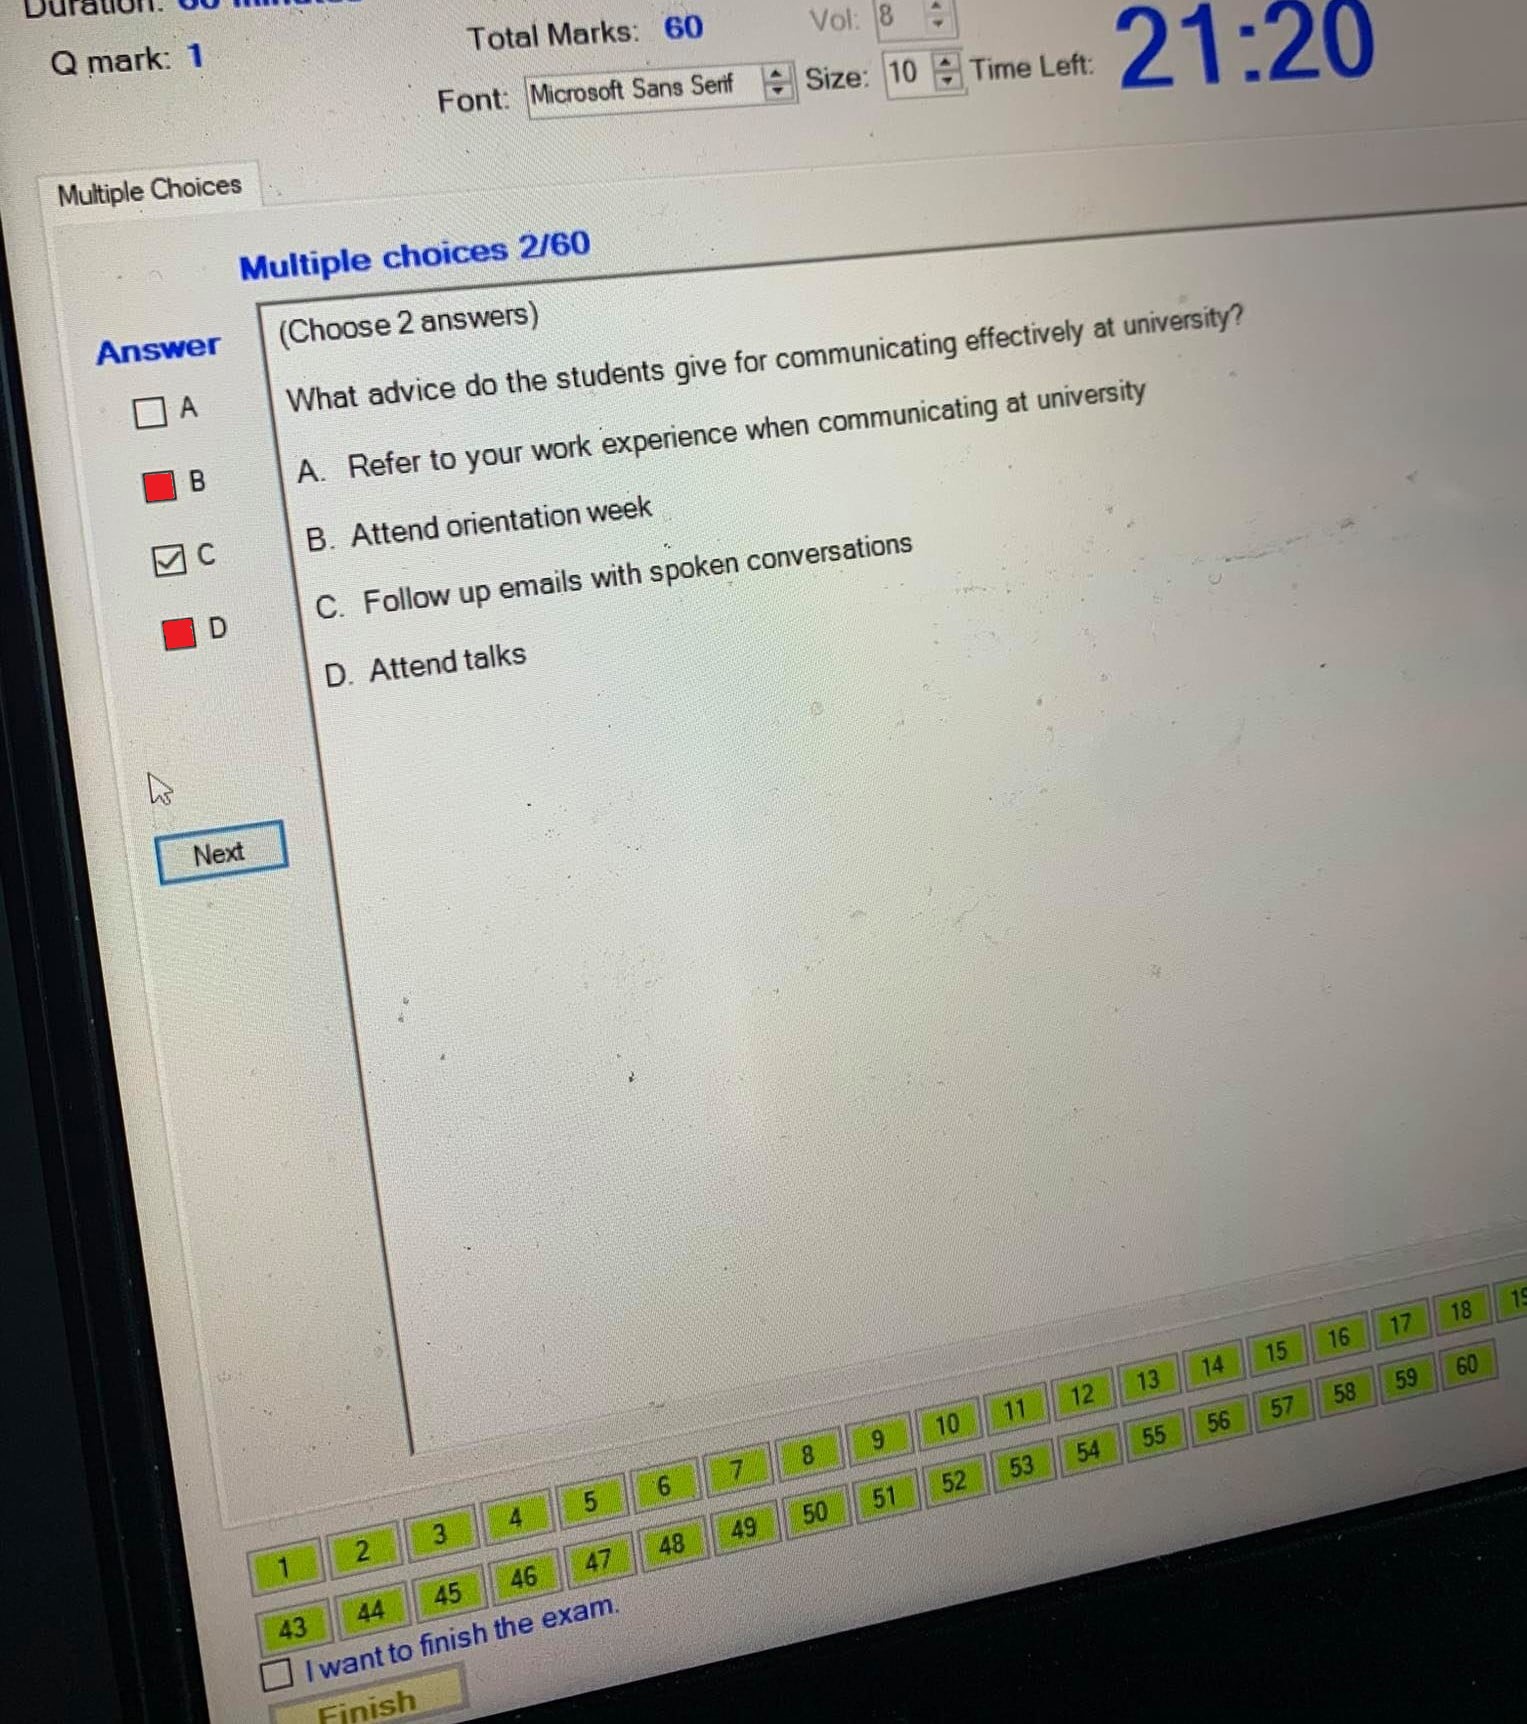 Duration: 60 minutes
Q mark: 1
Total Marks: 60
Vol: 8
Font: Microsoft Sans Serif
Size: 10
Time Left: 21:20
Multiple Choices
Multiple choices 2/60
Answer
A
B
C
D
Next
(Choose 2 answers)
What advice do the students give for communicating effectively at university?
A. Refer to your work experience when communicating at university
B. Attend orientation week
C. Follow up emails with spoken conversations
D. Attend talks
1 2 3 4 5 6 7 8 9 10 11 12 13 14 15 16 17 18 19
43 44 45 46 47 48 49 50 51 52 53 54 55 56 57 58 59 60
I want to finish the exam.
Finish